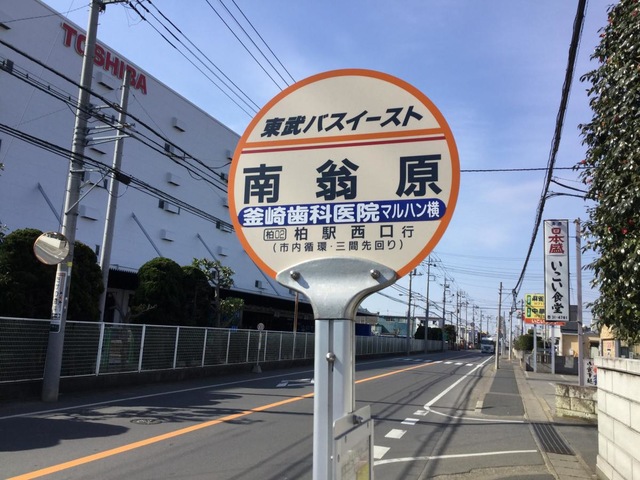 TOSHIBA
東武バスイースト
南翁原
釜崎歯科医院 マルハン横
柏02 柏駅西口行
(市内循環・三間先回り)
日本盛
いこい食堂